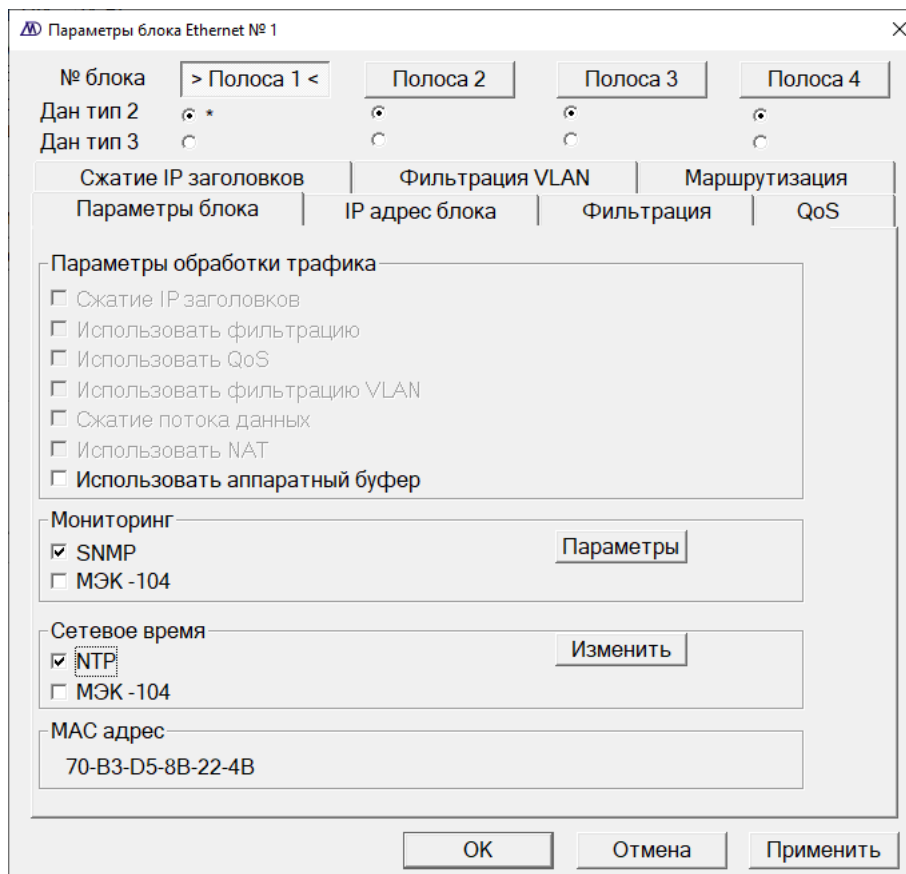 Параметры блока Ethernet № 1
№ блока > Полоса 1 < Полоса 2 Полоса 3 Полоса 4
Дан тип 2 *
Дан тип 3
Сжатие IP заголовков Фильтрация VLAN Маршрутизация
Параметры блока IP адрес блока Фильтрация QoS
Параметры обработки трафика
Сжатие IP заголовков
Использовать фильтрацию
Использовать QoS
Использовать фильтрацию VLAN
Сжатие потока данных
Использовать NAT
Использовать аппаратный буфер
Мониторинг
SNMP Параметры
МЭК -104
Сетевое время
NTP Изменить
МЭК -104
МАС адрес
70-B3-D5-8B-22-4B
OK Отмена Применить